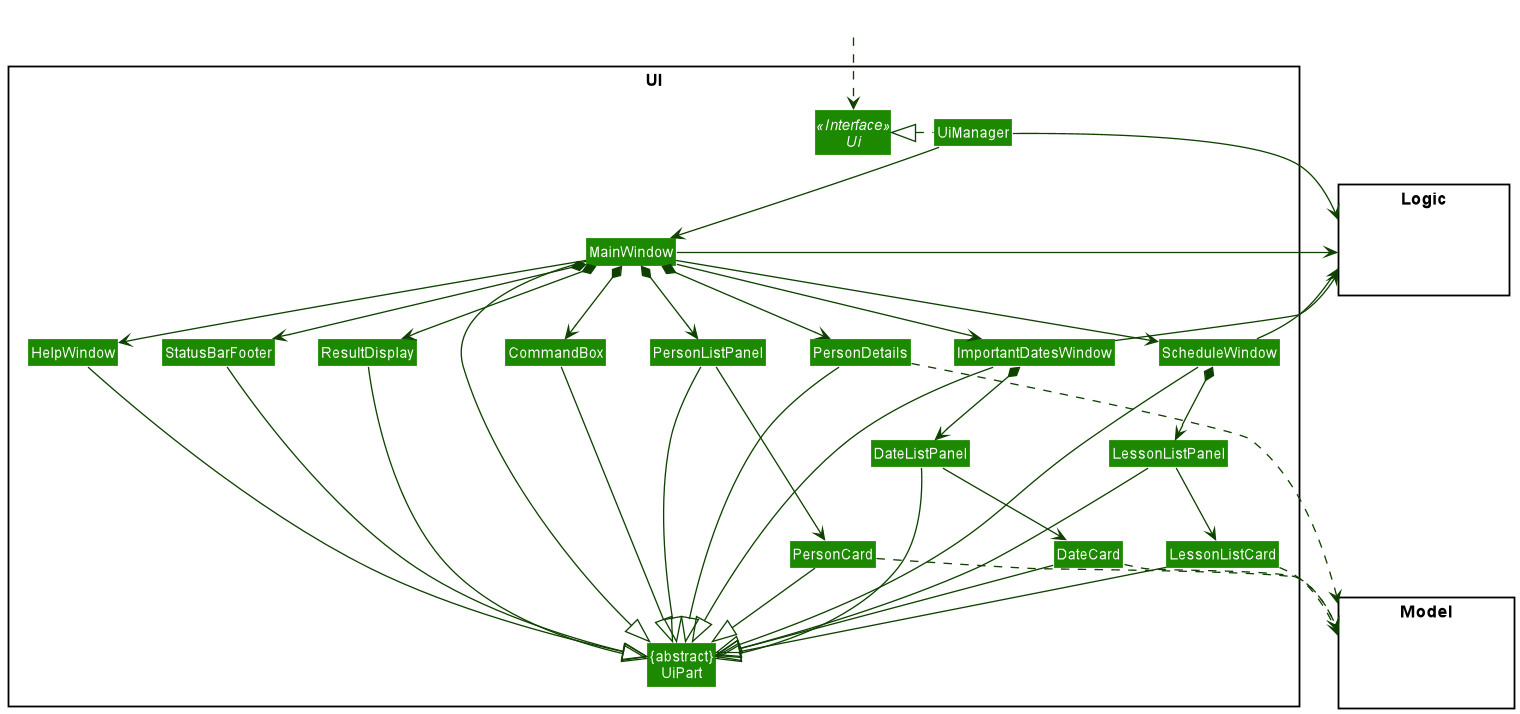 UI
«Interface»
Ui
UiManager
Logic
MainWindow
HelpWindow
StatusBarFooter
ResultDisplay
CommandBox
PersonListPanel
PersonDetails
ImportantDatesWindow
ScheduleWindow
DateListPanel
LessonListPanel
PersonCard
DateCard
LessonListCard
Model
{abstract}
UiPart